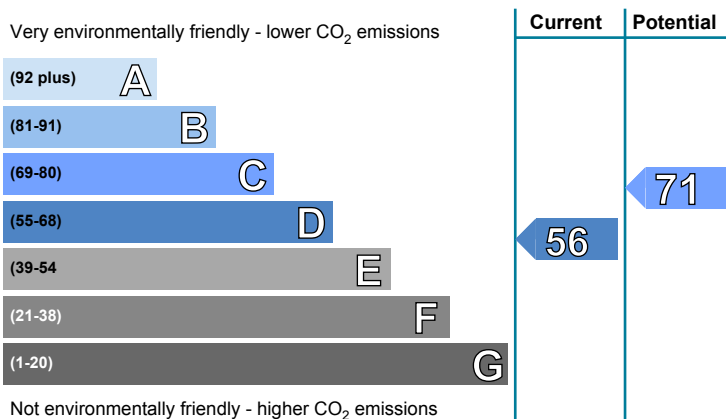 Very environmentally friendly - lower CO2 emissions
Current
Potential
(92 plus) A
(81-91) B
(69-80) C
71
(55-68) D
56
(39-54 E
(21-38) F
(1-20) G
Not environmentally friendly - higher CO2 emissions